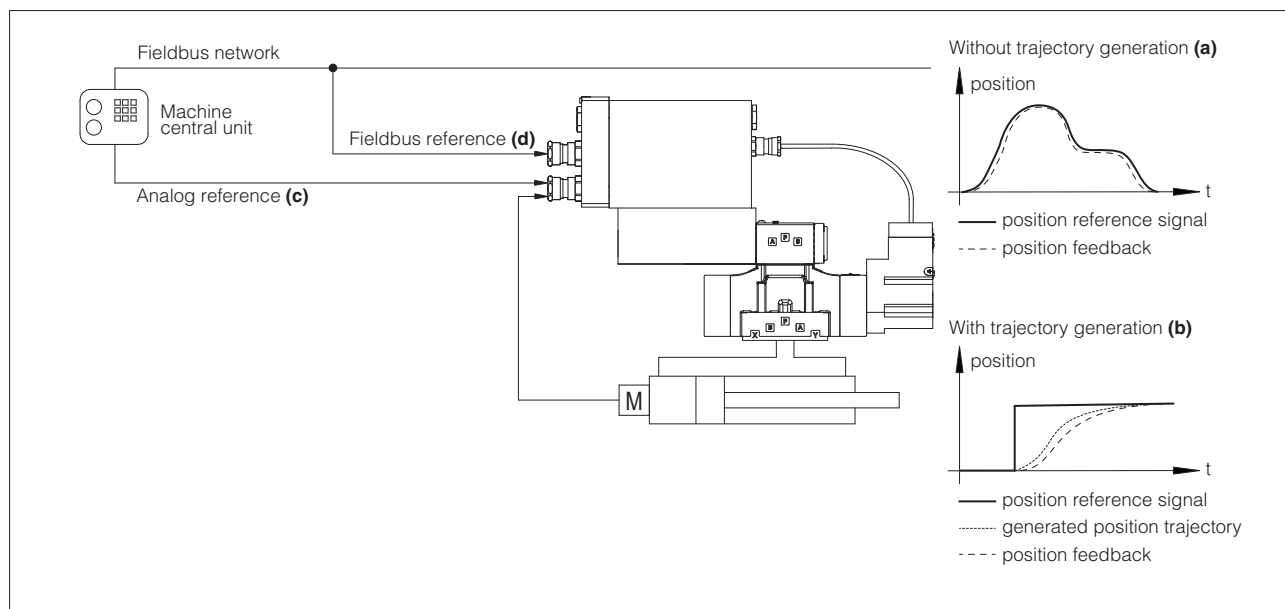 Fieldbus network
Machine
central unit
Fieldbus reference (d)
Analog reference (c)
A P B
B P A
X Y
M
Without trajectory generation (a)
position
t
position reference signal
position feedback
With trajectory generation (b)
position
t
position reference signal
generated position trajectory
position feedback